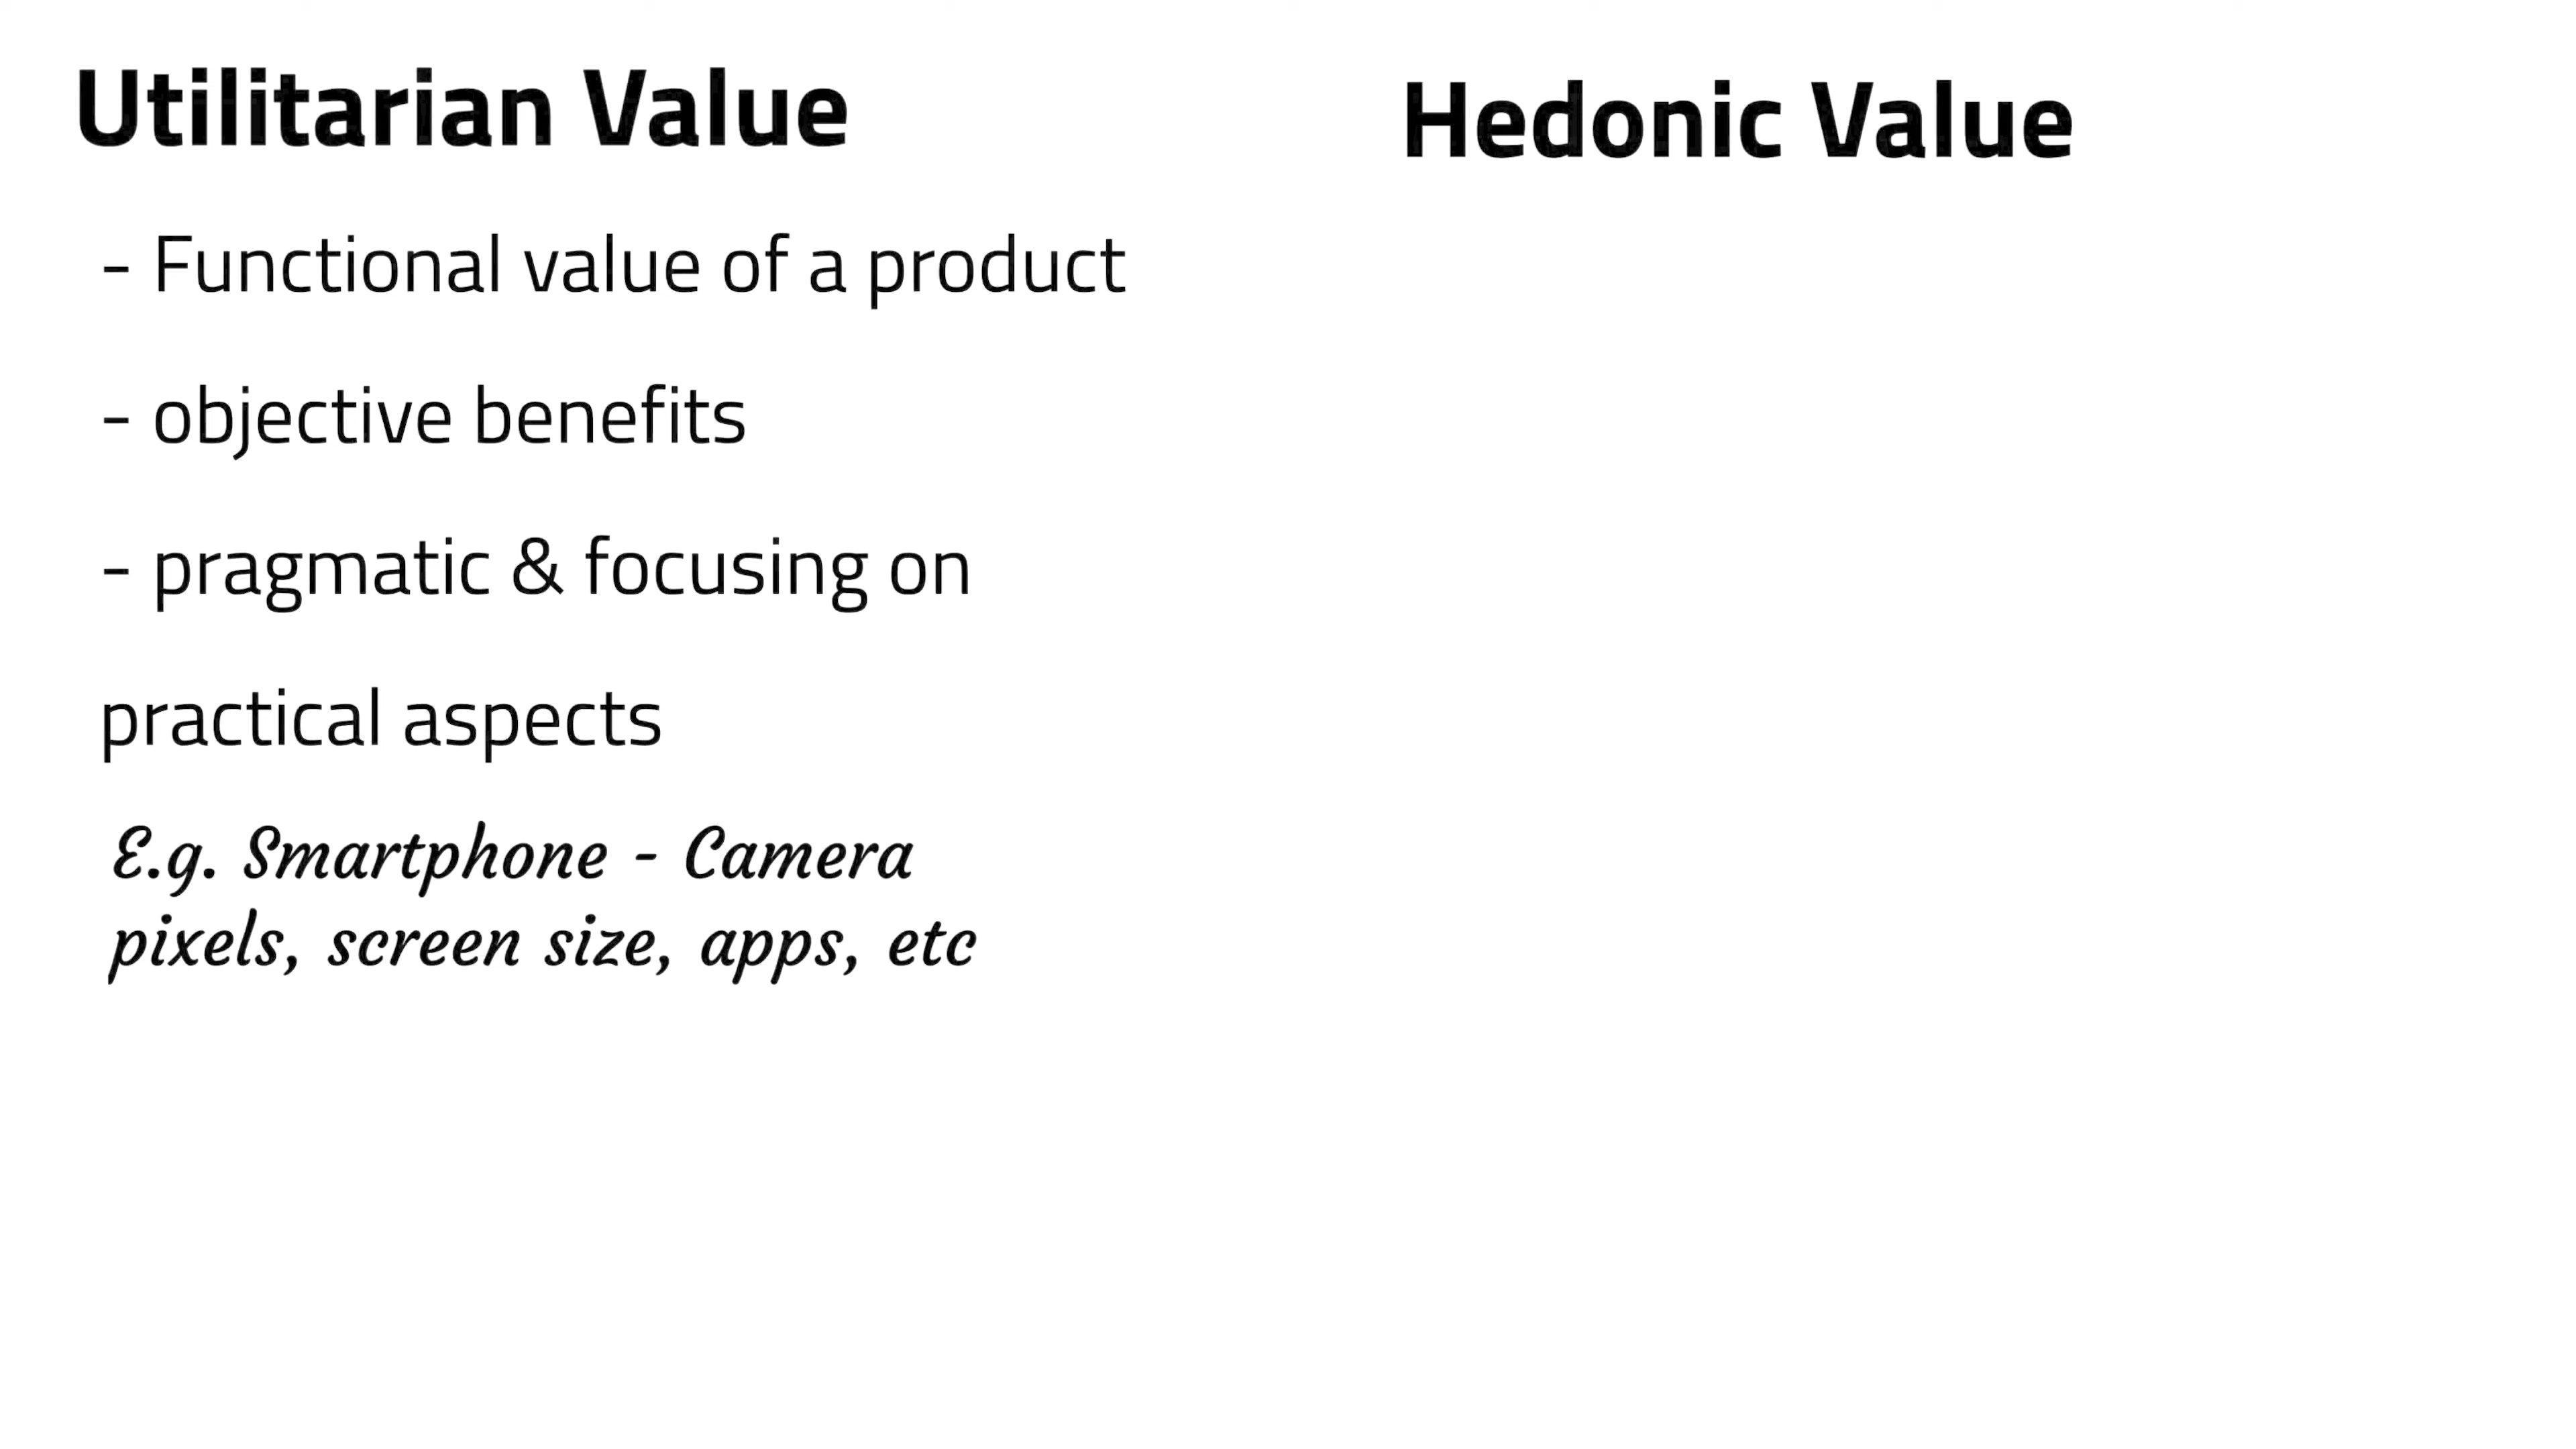 Utilitarian Value
- Functional value of a product
- objective benefits
- pragmatic & focusing on
practical aspects
E.g. Smartphone - Camera
pixels, screen size, apps, etc
Hedonic Value